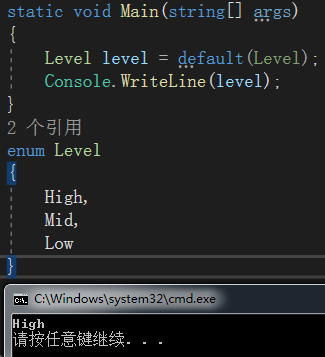 static void Main(string[] args)
{
Level level = default(Level);
Console.WriteLine(level);
}
2 个引用
enum Level
{
High,
Mid,
Low
}
C:\Windows\system32\cmd.exe
High
请按任意键继续. . .